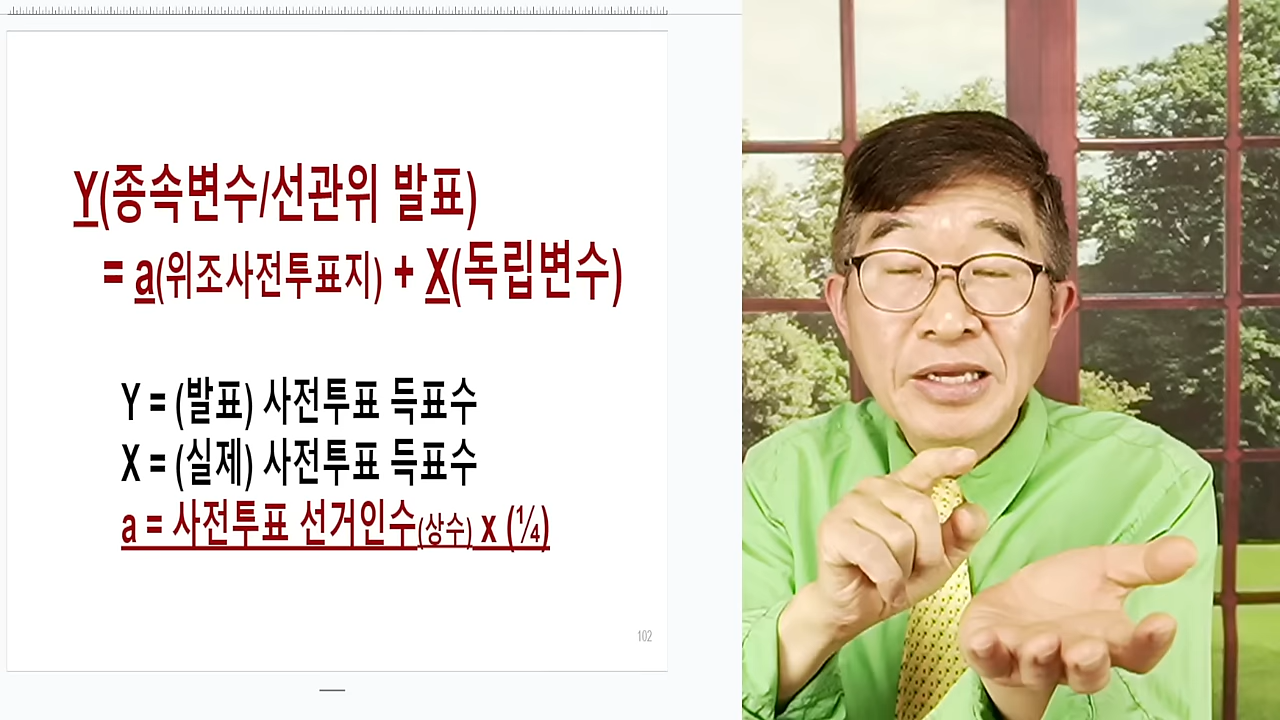 Y(종속변수/선관위 발표)
= a(위조사전투표지) + X(독립변수)
Y = (발표) 사전투표 득표수
X = (실제) 사전투표 득표수
a = 사전투표 선거인수(상수) x (¼)
102